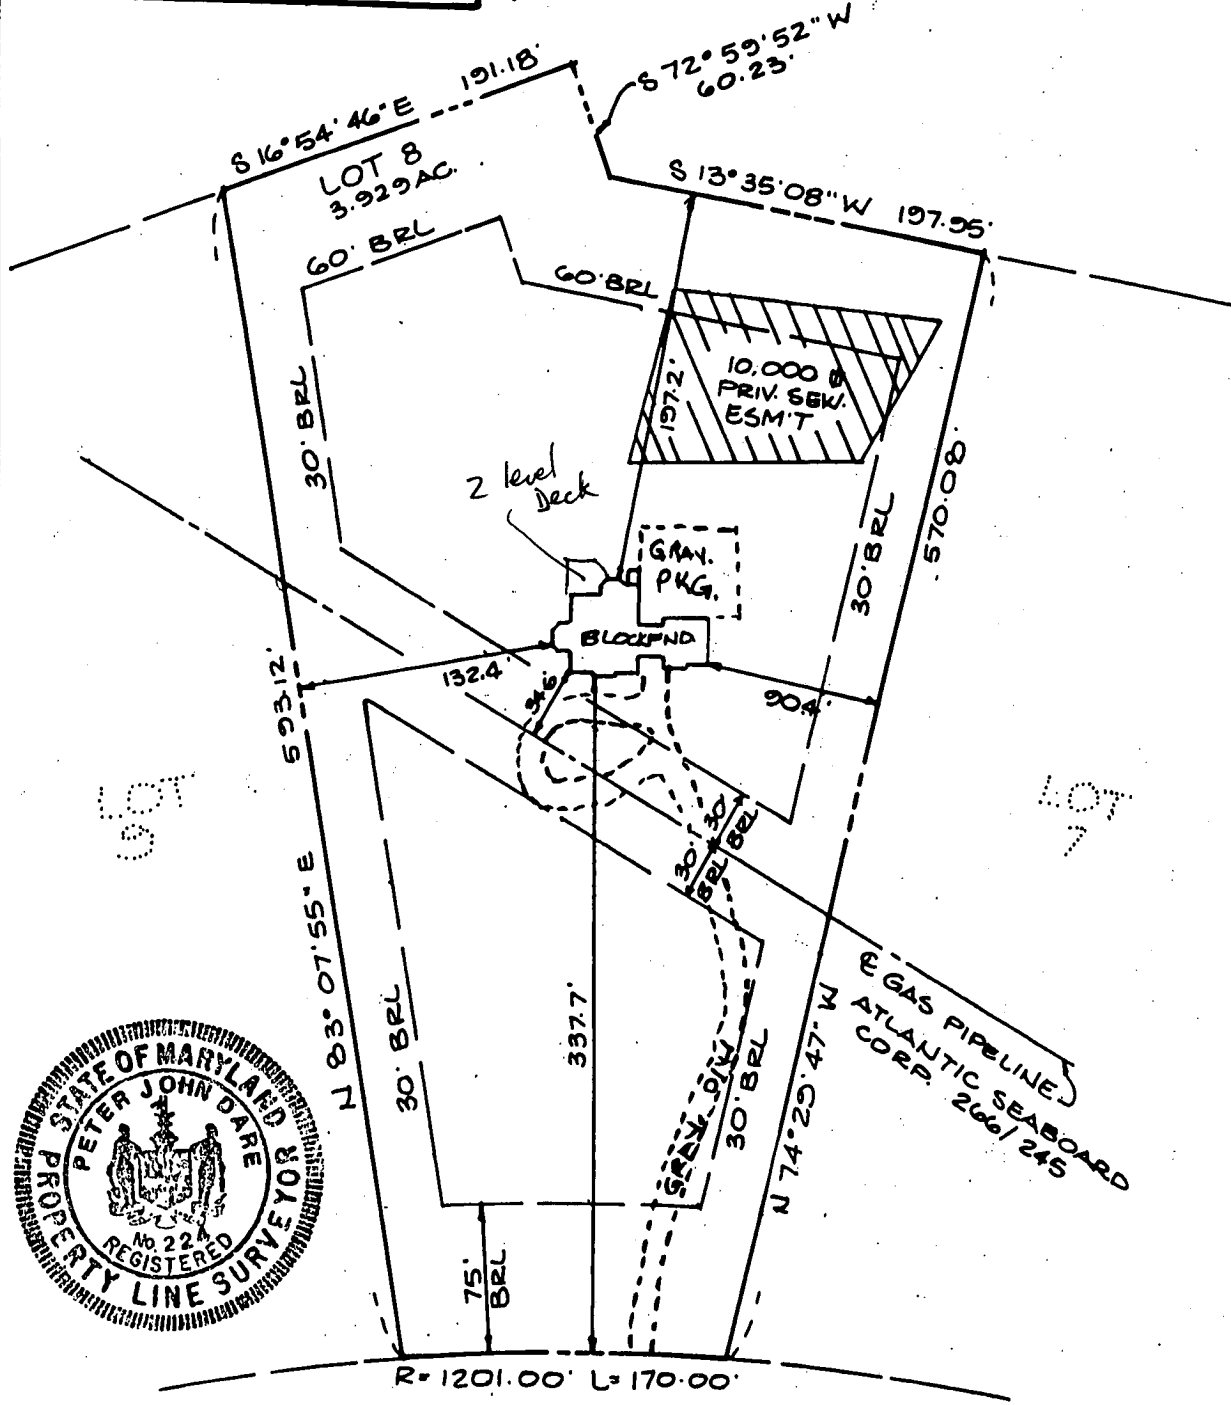 S 72° 59' 52" W
60.23'
191.18'
S 16° 54' 46" E
LOT 8
3.929 AC.
S 13° 35' 08" W 197.95'
60' BRL
60' BRL
10,000
PRIV. SEW.
ESM'T
197.2'
30' BRL
2 level
Deck
GRAV.
PKG.
570.08'
30' BRL
BLOCK FND.
132.4'
34.6'
90.4'
593.12'
LOT
9
LOT
7
30' BRL
30' BRL
N 83° 07' 55" E
30' BRL
337.7'
GRAV. D/W
30' BRL
N 74° 29' 47" W
℄ GAS PIPELINE
ATLANTIC SEABOARD
CORP. 266/245
STATE OF MARYLAND
PROPERTY LINE SURVEYOR
PETER JOHN DARE
No. 224
REGISTERED
75'
BRL
R= 1201.00' L= 170.00'